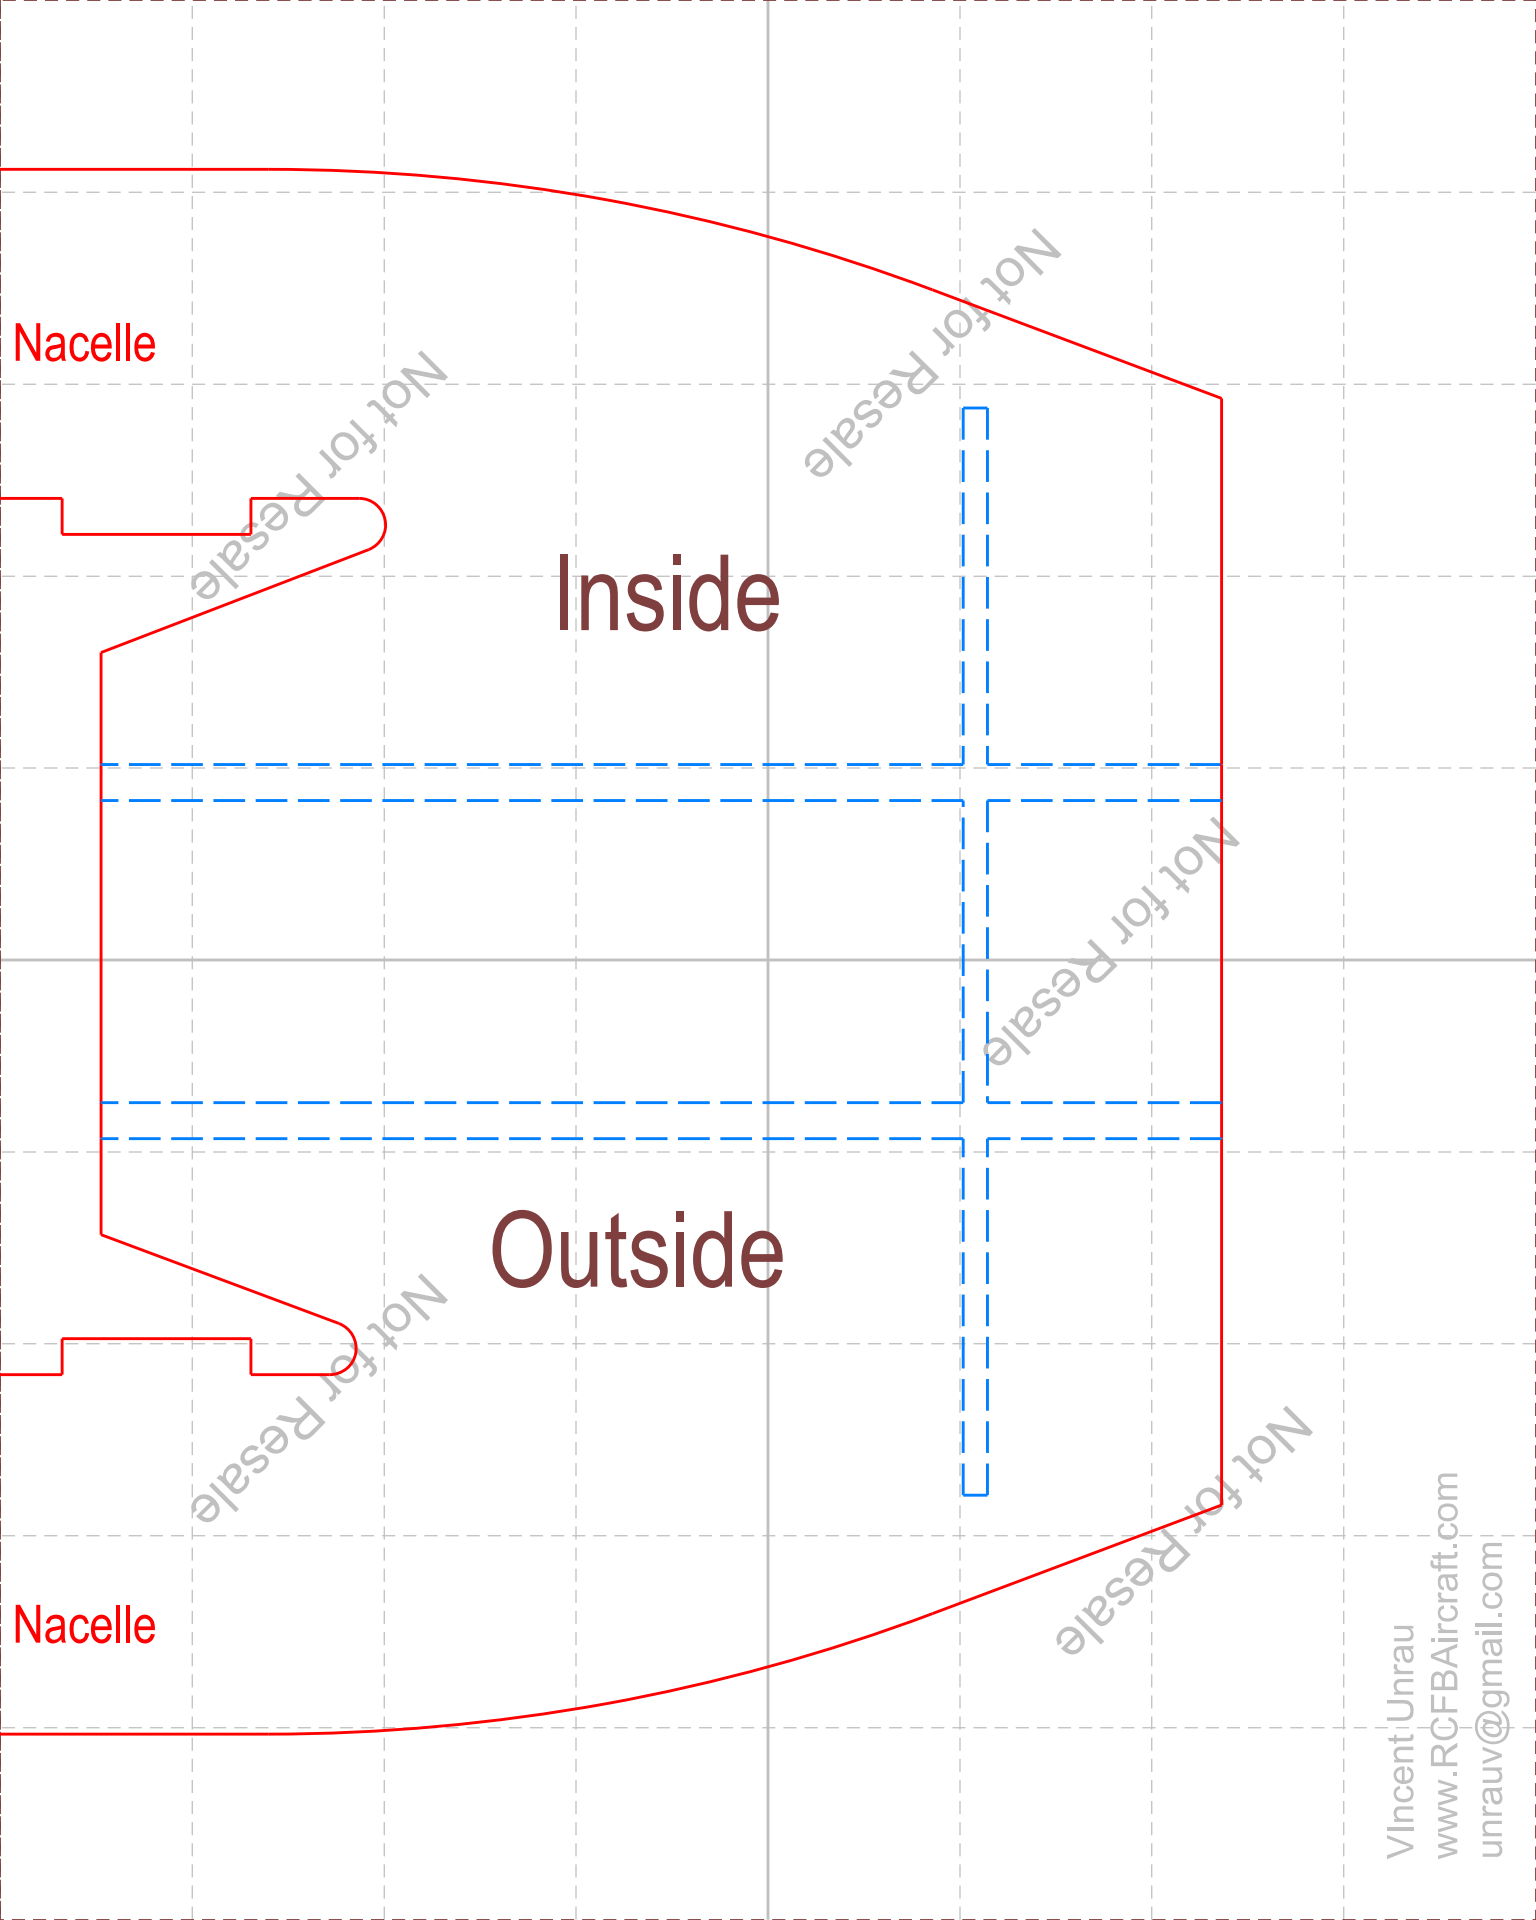 Not for Resale
Nacelle
Not for Resale
Inside
Not for Resale
Outside
Not for Resale
Not for Resale
Nacelle
VIncent Unrau
www.RCFBAircraft.com
unrauv@gmail.com